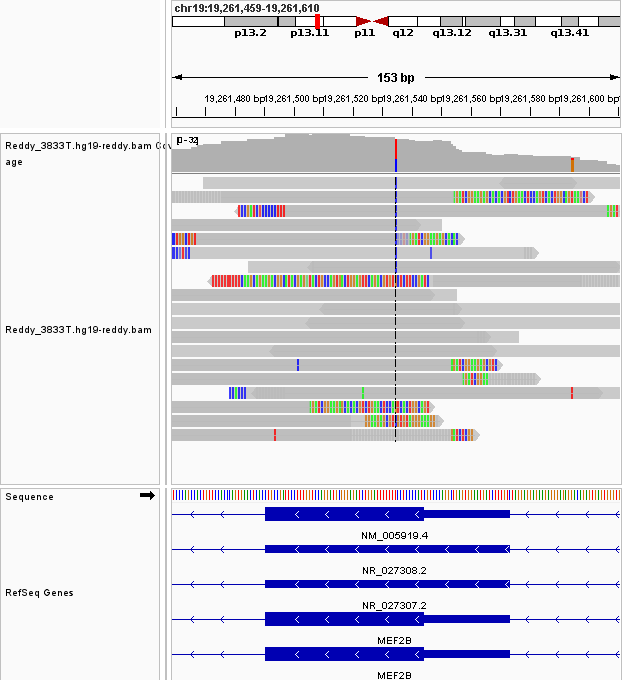 chr19:19,261,459-19,261,610
p13.2 p13.11 p11 q12 q13.12 q13.31 q13.41
153 bp
19,261,480 bp 19,261,500 bp 19,261,520 bp 19,261,540 bp 19,261,560 bp 19,261,580 bp 19,261,600 bp
Reddy_3833T.hg19-reddy.bam Cov
age
[0-32]
Reddy_3833T.hg19-reddy.bam
Sequence
NM_005919.4
NR_027308.2
RefSeq Genes
NR_027307.2
MEF2B
MEF2B